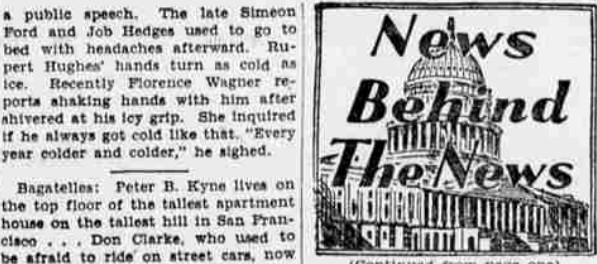 a public speech. The late Simeon
Ford and Job Hedges used to go to
bed with headaches afterward. Ru-
pert Hughes' hands turn as cold as
ice. Recently Florence Wagner re-
ports shaking hands with him after
shivered at his icy grip. She inquired
if he always got cold like that. "Every
year colder and colder," he sighed.
Bagatelles: Peter B. Kyne lives on
the top floor of the tallest apartment
house on the tallest hill in San Fran-
cisco . . . Don Clarke, who used to
be afraid to ride on street cars, now
News
Behind
The News
(Continued from page one)